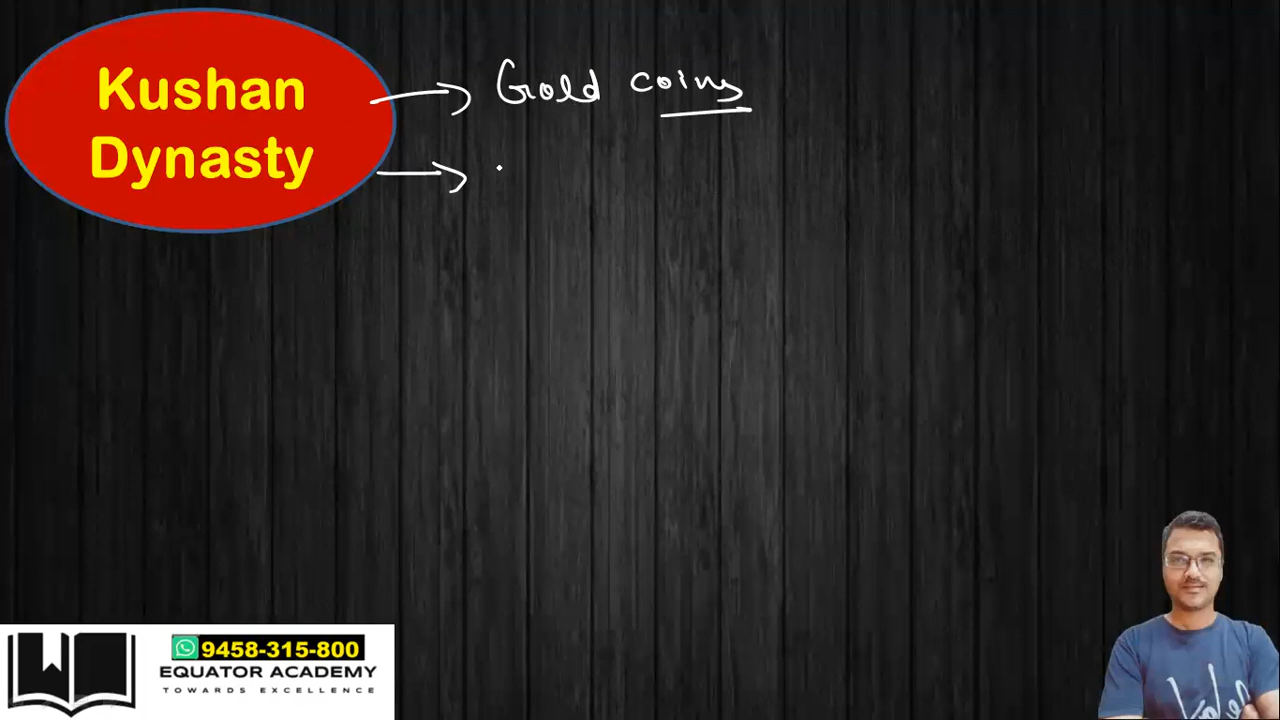 Kushan
Dynasty
Gold coins
9458-315-800
EQUATOR ACADEMY
TOWARDS EXCELLENCE